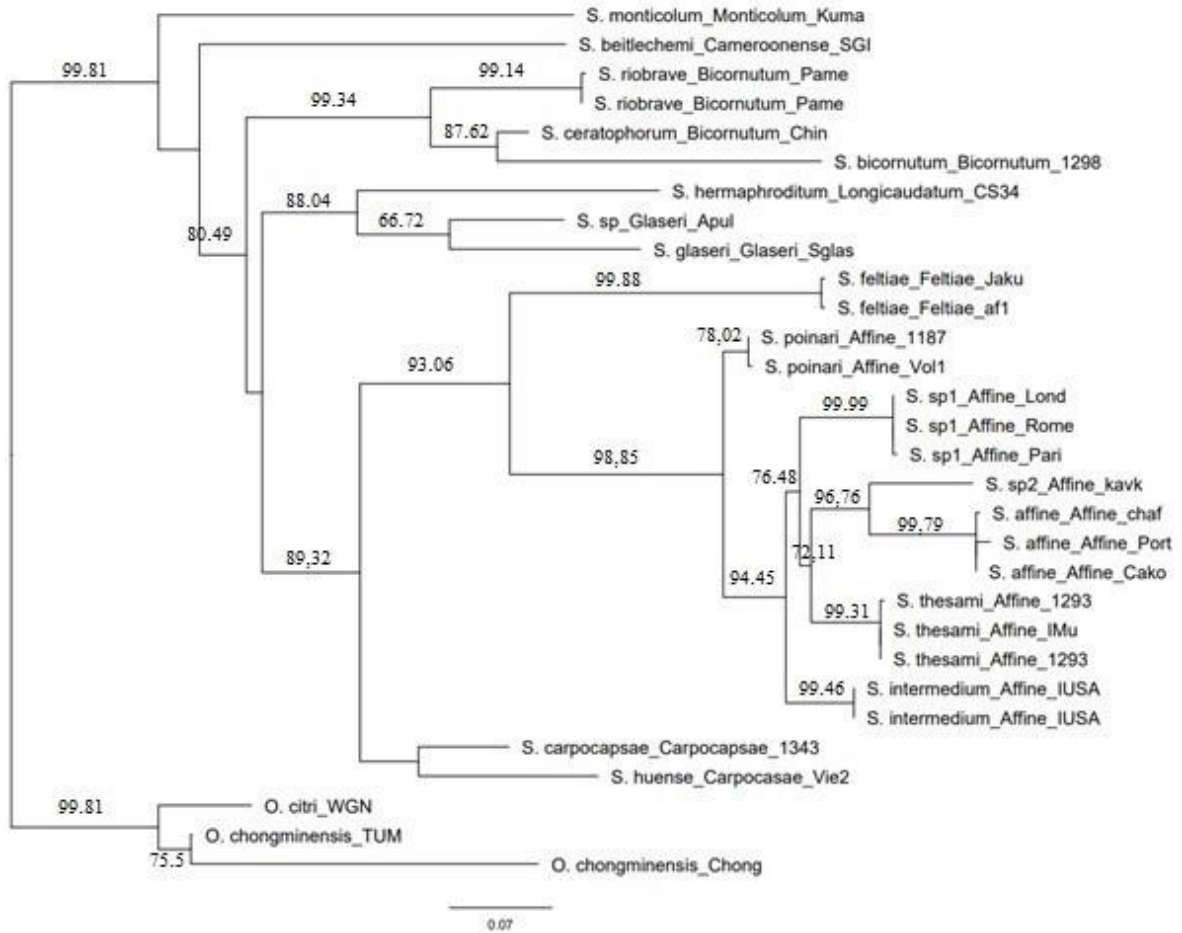 S. monticolum_Monticolum_Kuma
S. beitlechemi_Cameroonense_SGI
99.81
99.14
S. riobrave_Bicornutum_Pame
99.34
S. riobrave_Bicornutum_Pame
87.62
S. ceratophorum_Bicornutum_Chin
S. bicornutum_Bicornutum_1298
88.04
S. hermaphroditum_Longicaudatum_CS34
66.72
S. sp_Glaseri_Apul
80.49
S. glaseri_Glaseri_Sglas
99.88
S. feltiae_Feltiae_Jaku
S. feltiae_Feltiae_af1
78,02
S. poinari_Affine_1187
93.06
S. poinari_Affine_Vol1
99.99
S. sp1_Affine_Lond
S. sp1_Affine_Rome
98,85
S. sp1_Affine_Pari
76.48
96,76
S. sp2_Affine_kavk
99,79
S. affine_Affine_chaf
89,32
72,11
S. affine_Affine_Port
94.45
S. affine_Affine_Cako
99.31
S. thesami_Affine_1293
S. thesami_Affine_IMu
S. thesami_Affine_1293
99.46
S. intermedium_Affine_IUSA
S. intermedium_Affine_IUSA
S. carpocapsae_Carpocapsae_1343
S. huense_Carpocasae_Vie2
99.81
O. citri_WGN
O. chongminensis_TUM
75.5
O. chongminensis_Chong
0.07